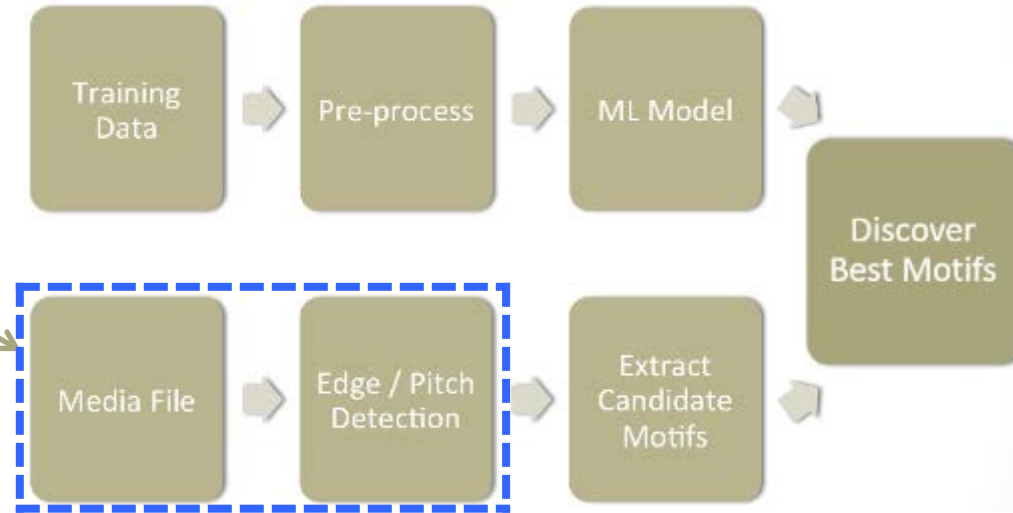 Training
Data
Pre-process
ML Model
Discover
Best Motifs
Media File
Edge / Pitch
Detection
Extract
Candidate
Motifs